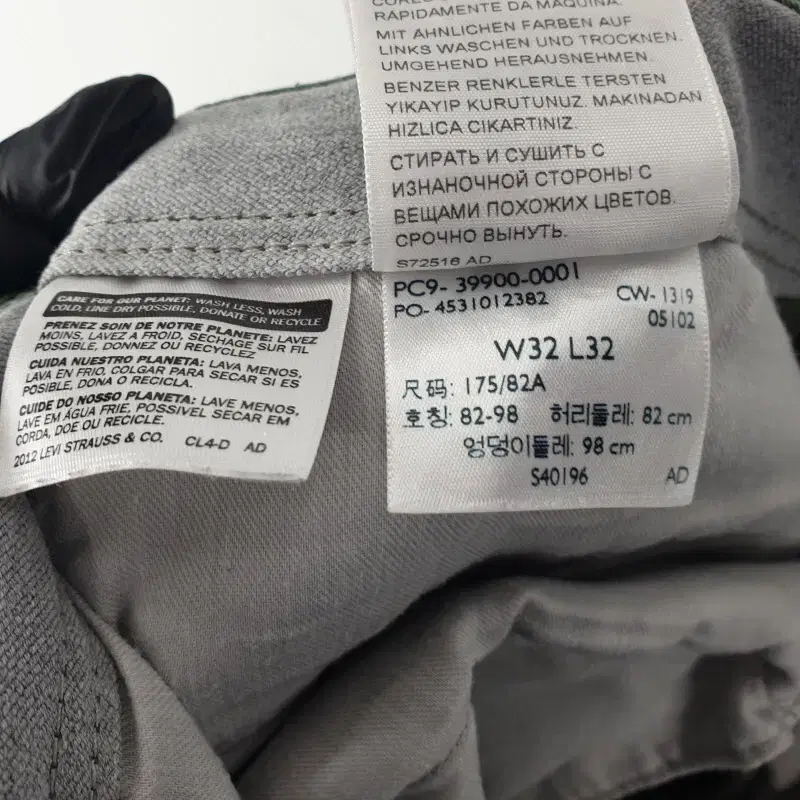 RÁPIDAMENTE DA MÁQUINA.
MIT ÄHNLICHEN FARBEN AUF
LINKS WASCHEN UND TROCKNEN.
UMGEHEND HERAUSNEHMEN.
BENZER RENKLERLE TERSTEN
YIKAYIP KURUTUNUZ. MAKINADAN
HIZLICA CIKARTINIZ.
СТИРАТЬ И СУШИТЬ С
ИЗНАНОЧНОЙ СТОРОНЫ С
ВЕЩАМИ ПОХОЖИХ ЦВЕТОВ.
СРОЧНО ВЫНУТЬ.
S72516 AD
CARE FOR OUR PLANET: WASH LESS, WASH
COLD, LINE DRY POSSIBLE, DONATE OR RECYCLE
PRENEZ SOIN DE NOTRE PLANETE: LAVEZ
MOINS, LAVEZ A FROID, SECHAGE SUR FIL
POSSIBLE, DONNEZ OU RECYCLEZ
CUIDA NUESTRO PLANETA: LAVA MENOS,
LAVA EN FRIO, COLGAR PARA SECAR SI ES
POSIBLE, DONA O RECICLA.
CUIDE DO NOSSO PLANETA: LAVE MENOS,
LAVE EM ÁGUA FRIE, POSSIVEL SECAR EM
CORDA, DOE OU RECICLE.
2012 LEVI STRAUSS & CO. CL4-D AD
PC9- 39900-0001
PO- 4531012382 CW- 1319
05102
W32 L32
尺码: 175/82A
호칭: 82-98 허리둘레: 82 cm
엉덩이둘레: 98 cm
S40196 AD